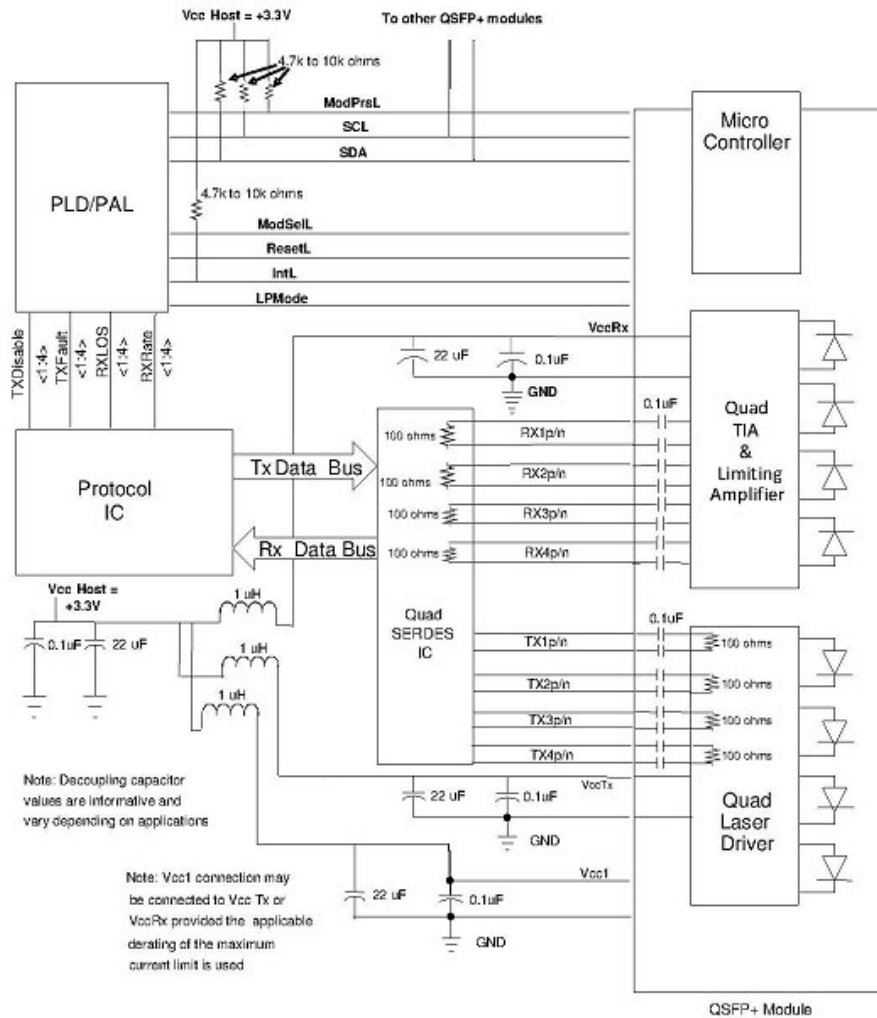 Vcc Host = +3.3V
To other QSFP+ modules
4.7k to 10k ohms
ModPrsL
SCL
SDA
PLD/PAL
4.7k to 10k ohms
ModSelL
ResetL
IntL
LPMode
Micro
Controller
TXDisable
<1:4>
TXFault
<1:4>
RXLOS
<1:4>
RXRate
<1:4>
VccRx
22 uF
0.1uF
GND
0.1uF
Quad
TIA
&
Limiting
Amplifier
100 ohms
RX1p/n
100 ohms
RX2p/n
100 ohms
RX3p/n
100 ohms
RX4p/n
Protocol
IC
Tx Data Bus
Rx Data Bus
Quad
SERDES
IC
Vcc Host =
+3.3V
0.1uF
22 uF
1 uH
1 uH
1 uH
0.1uF
TX1p/n
100 ohms
TX2p/n
100 ohms
TX3p/n
100 ohms
TX4p/n
100 ohms
Quad
Laser
Driver
VccTx
22 uF
0.1uF
GND
Note: Decoupling capacitor
values are informative and
vary depending on applications
Vcc1
22 uF
0.1uF
GND
Note: Vcc1 connection may
be connected to Vcc Tx or
VccRx provided the applicable
derating of the maximum
current limit is used
QSFP+ Module